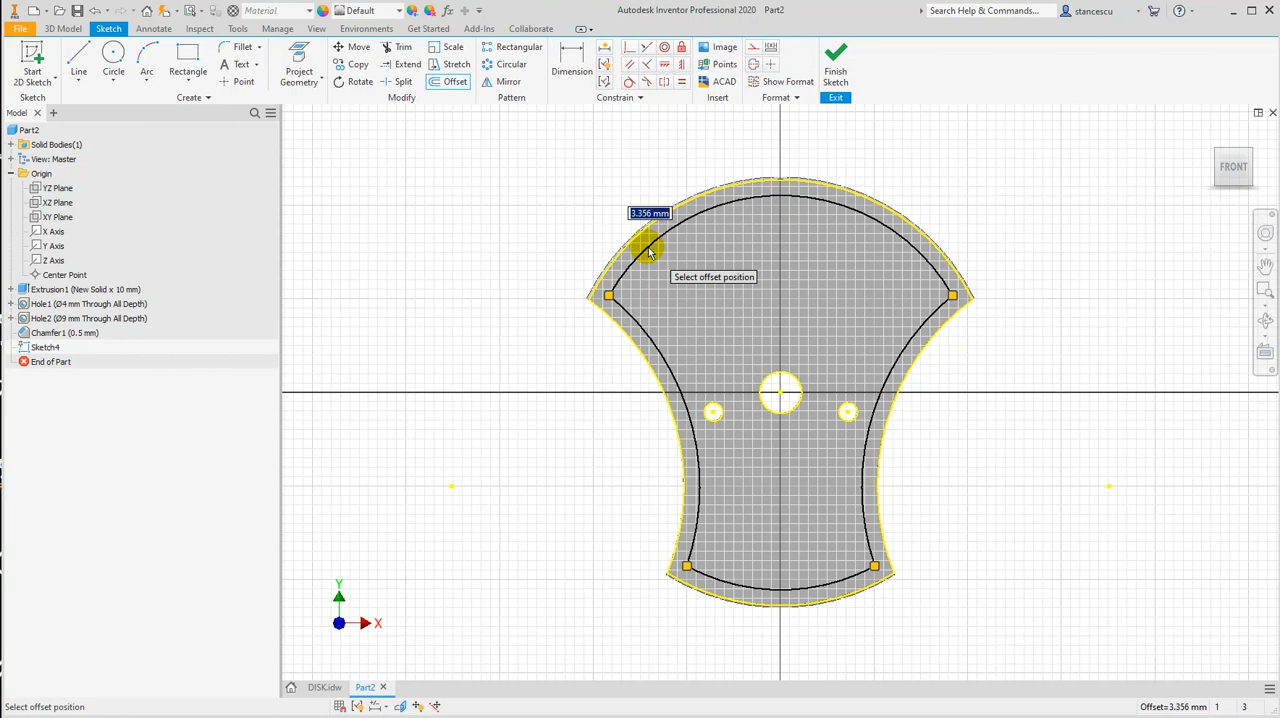 PRO
Material
Default
Autodesk Inventor Professional 2020 Part2
Search Help & Commands...
stancescu
File 3D Model Sketch Annotate Inspect Tools Manage View Environments Get Started Add-Ins Collaborate
Start 2D Sketch
Line
Circle
Arc
Rectangle
Fillet
Text
Point
Project Geometry
Move
Copy
Rotate
Trim
Extend
Split
Scale
Stretch
Offset
Rectangular
Circular
Mirror
Dimension
Image
Points
ACAD
Show Format
Finish Sketch
Sketch Create Modify Pattern Constrain Insert Format Exit
Model
Part2
Solid Bodies(1)
View: Master
Origin
YZ Plane
XZ Plane
XY Plane
X Axis
Y Axis
Z Axis
Center Point
Extrusion1 (New Solid x 10 mm)
Hole1 (Ø4 mm Through All Depth)
Hole2 (Ø9 mm Through All Depth)
Chamfer1 (0.5 mm)
Sketch4
End of Part
FRONT
3.356 mm
Select offset position
Y
X
DISK.idw
Part2
Select offset position
Offset=3.356 mm 1 3